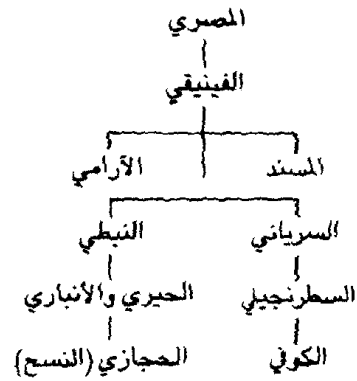 المصري
الفينيقي
المسند الآرامي
السرياني النبطي
السطرنجيلي الحيري والأنباري
الكوفي الحجازي (النسخ)